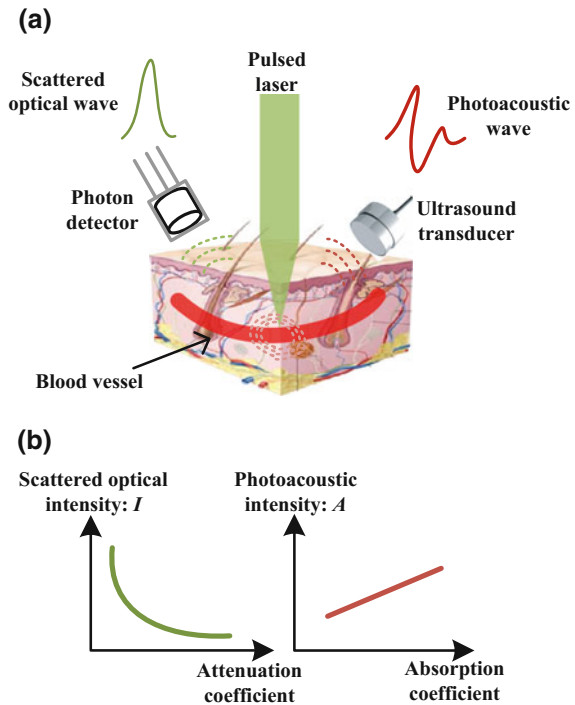 (a)
Scattered
optical wave
Pulsed
laser
Photoacoustic
wave
Photon
detector
Ultrasound
transducer
Blood vessel
(b)
Scattered optical
intensity: I
Photoacoustic
intensity: A
Attenuation
coefficient
Absorption
coefficient